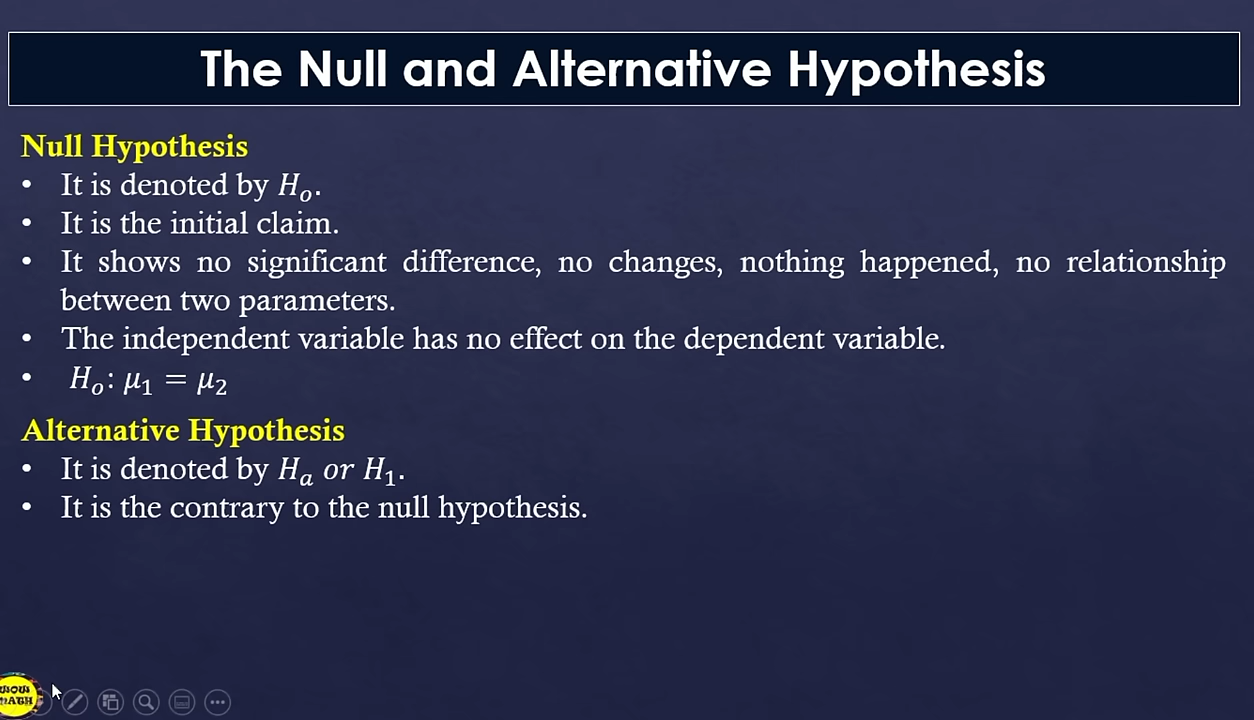 The Null and Alternative Hypothesis
Null Hypothesis
• It is denoted by Hₒ.
• It is the initial claim.
• It shows no significant difference, no changes, nothing happened, no relationship
between two parameters.
• The independent variable has no effect on the dependent variable.
• Hₒ: μ₁ = μ₂
Alternative Hypothesis
• It is denoted by Hₐ or H₁.
• It is the contrary to the null hypothesis.
WOW
MATH